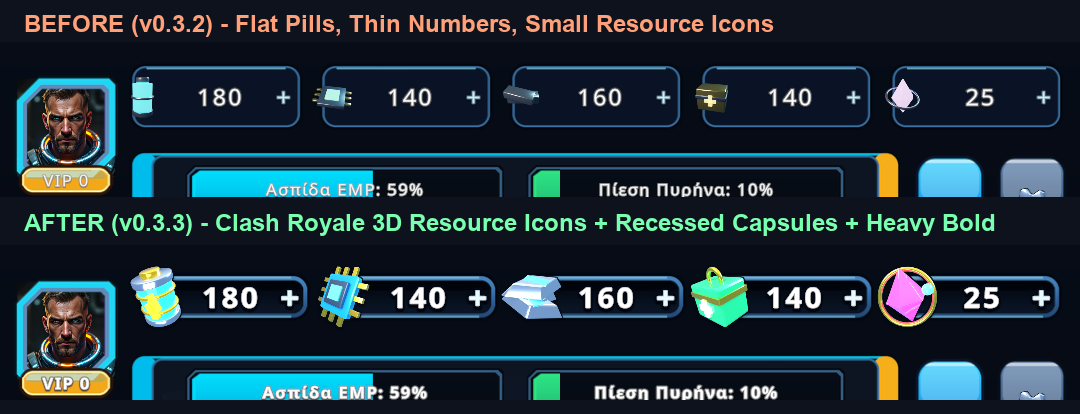 BEFORE (v0.3.2) - Flat Pills, Thin Numbers, Small Resource Icons
180 + 140 + 160 + 140 + 25 +
VIP 0
Ασπίδα EMP: 59% Πίεση Πυρήνα: 10%
AFTER (v0.3.3) - Clash Royale 3D Resource Icons + Recessed Capsules + Heavy Bold
180 + 140 + 160 + 140 + 25 +
VIP 0
Ασπίδα EMP: 59% Πίεση Πυρήνα: 10%